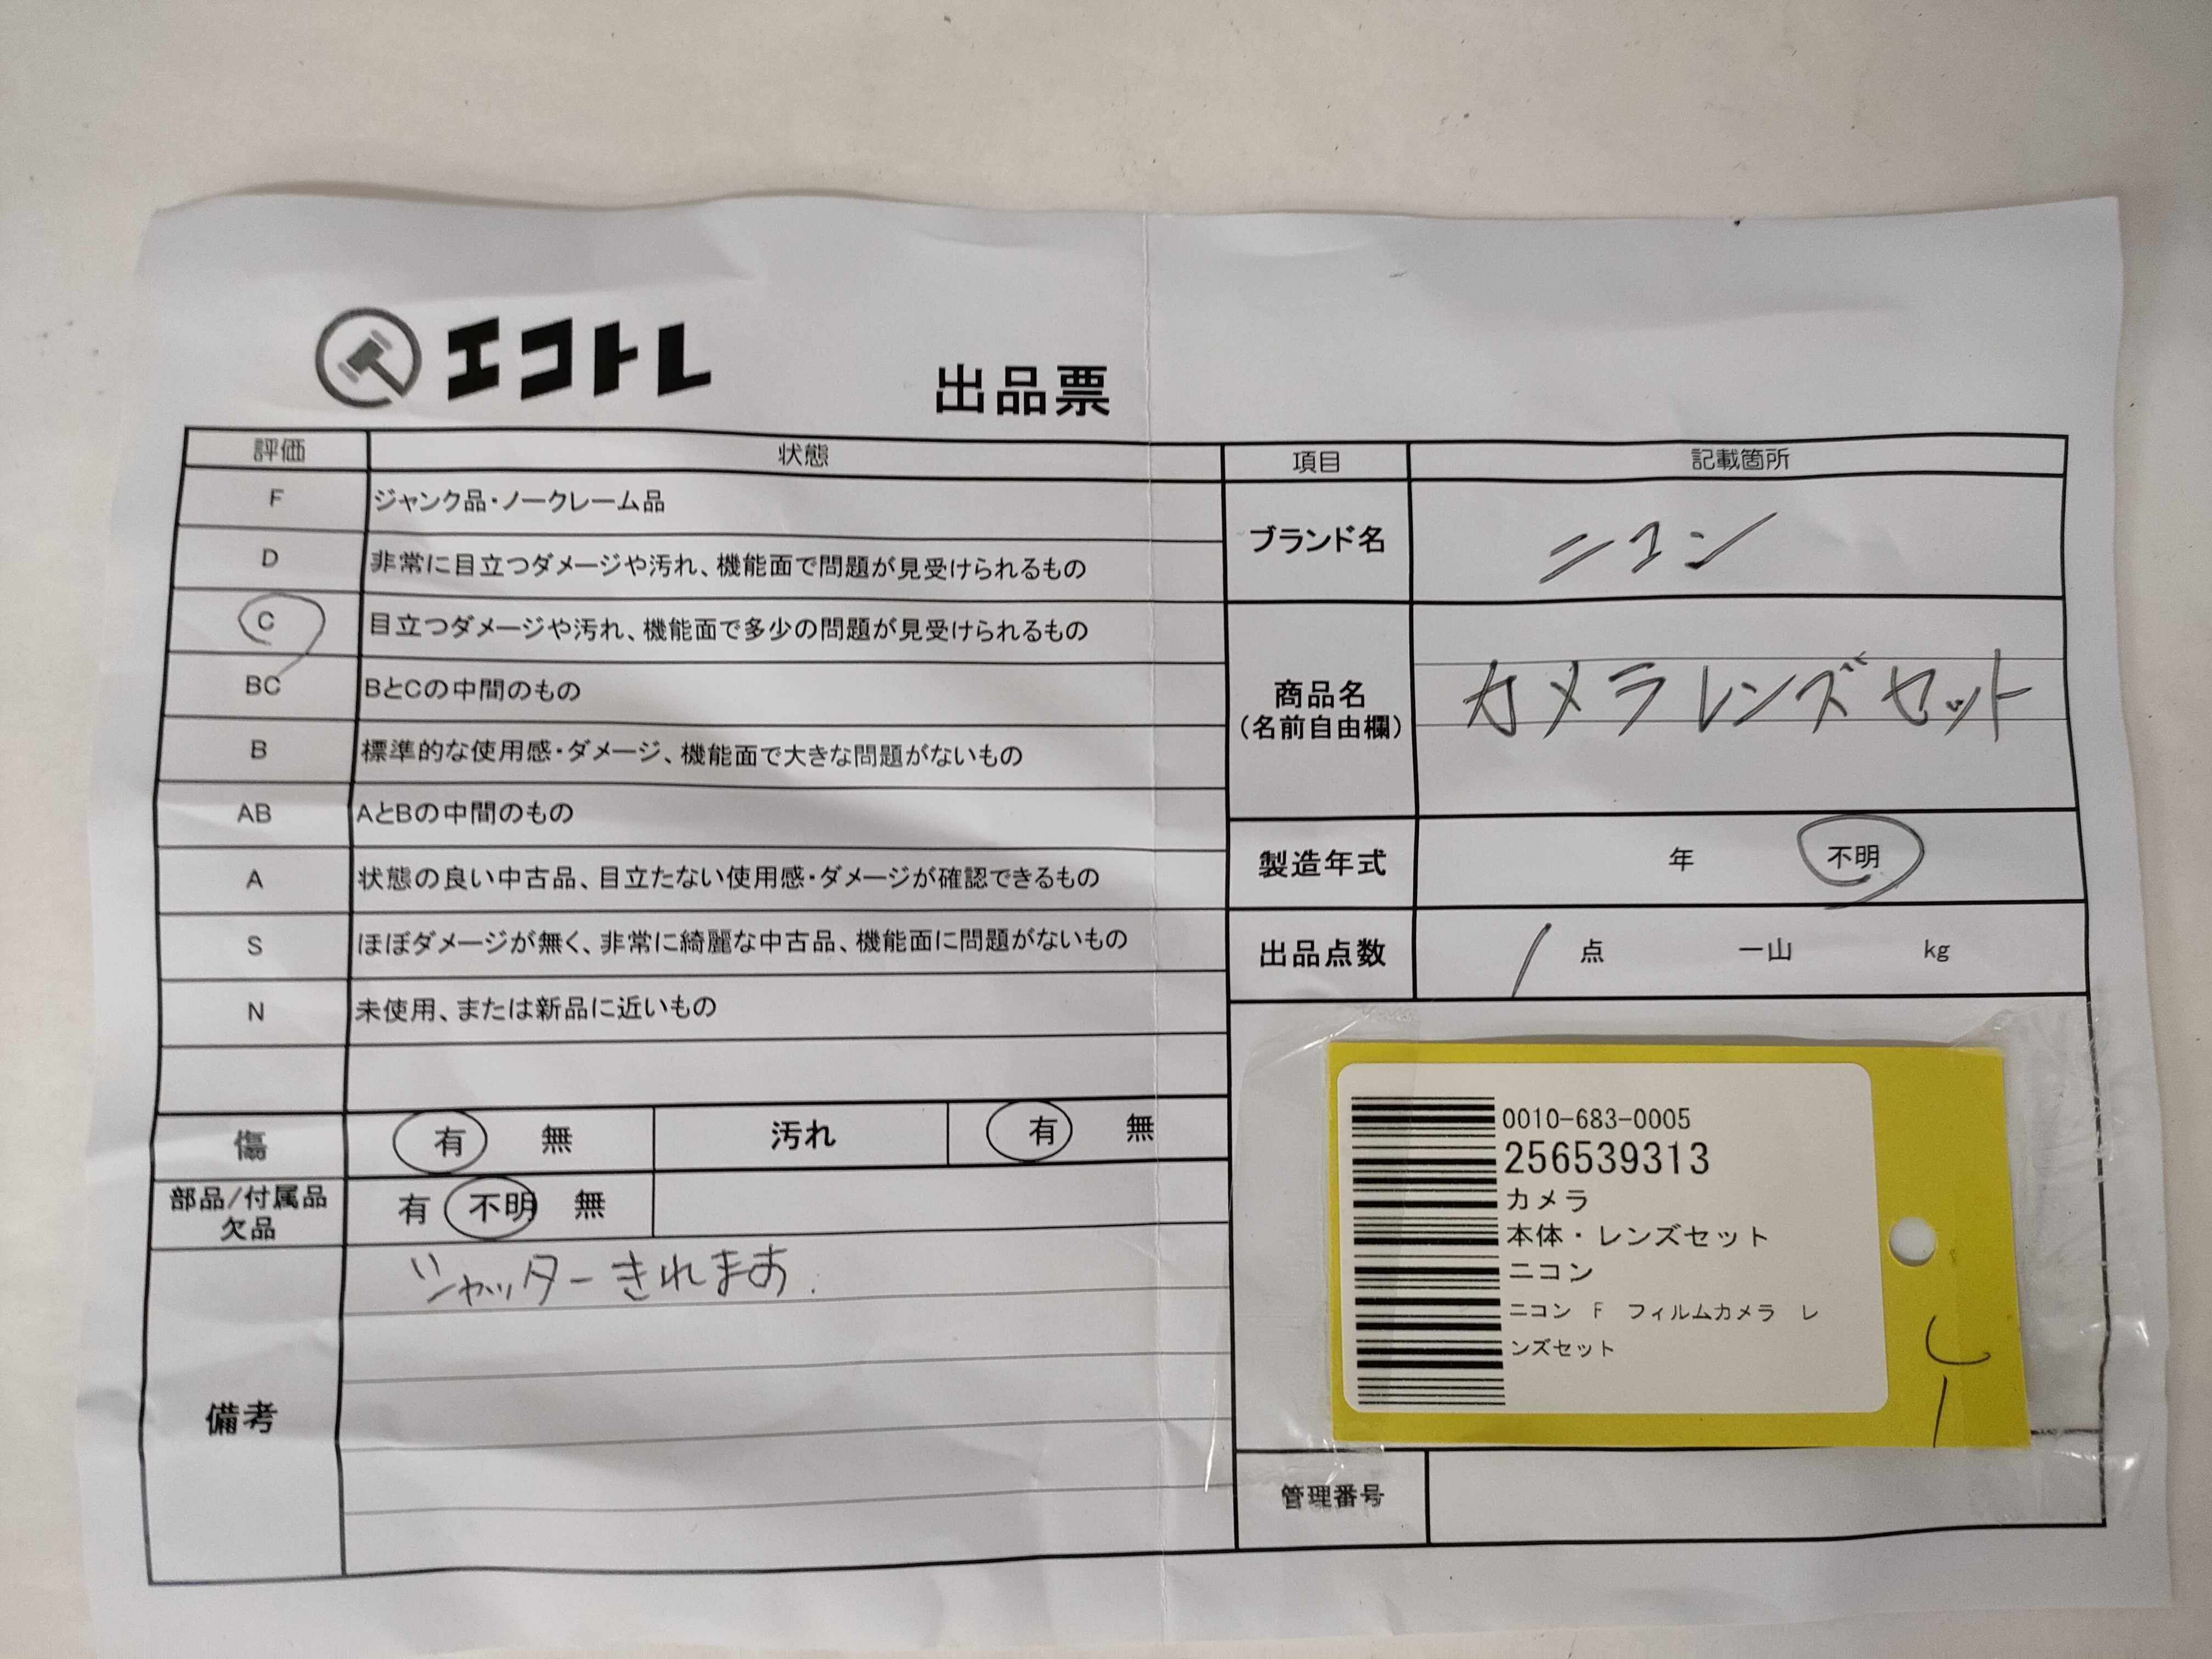 エコトレ
出品票
評価 状態
F ジャンク品・ノークレーム品
D 非常に目立つダメージや汚れ、機能面で問題が見受けられるもの
C 目立つダメージや汚れ、機能面で多少の問題が見受けられるもの
BC BとCの中間のもの
B 標準的な使用感・ダメージ、機能面で大きな問題がないもの
AB AとBの中間のもの
A 状態の良い中古品、目立たない使用感・ダメージが確認できるもの
S ほぼダメージが無く、非常に綺麗な中古品、機能面に問題がないもの
N 未使用、または新品に近いもの
傷 有 無 汚れ 有 無
部品/付属品
欠品
有 不明 無
備考
シャッターきれます.
項目 記載箇所
ブランド名 ニコン
商品名
(名前自由欄)
カメラレンズセット
製造年式 年 不明
出品点数 1 点 一山 kg
0010-683-0005
256539313
カメラ
本体・レンズセット
ニコン
ニコン F フィルムカメラ レ
ンズセット
管理番号